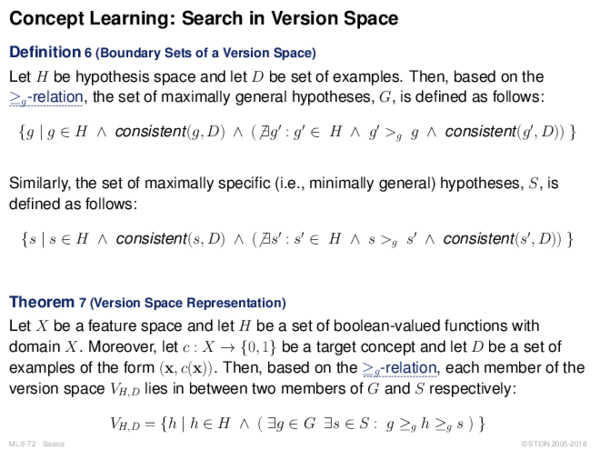 Concept Learning: Search in Version Space
Definition 6 (Boundary Sets of a Version Space)
Let H be hypothesis space and let D be set of examples. Then, based on the
≥g-relation, the set of maximally general hypotheses, G, is defined as follows:
{g | g ∈ H ∧ consistent(g, D) ∧ ( ∄g′ : g′ ∈ H ∧ g′ >g g ∧ consistent(g′, D)) }
Similarly, the set of maximally specific (i.e., minimally general) hypotheses, S, is
defined as follows:
{s | s ∈ H ∧ consistent(s, D) ∧ ( ∄s′ : s′ ∈ H ∧ s >g s′ ∧ consistent(s′, D)) }
Theorem 7 (Version Space Representation)
Let X be a feature space and let H be a set of boolean-valued functions with
domain X. Moreover, let c : X → {0, 1} be a target concept and let D be a set of
examples of the form (x, c(x)). Then, based on the ≥g-relation, each member of the
version space V_H,D lies in between two members of G and S respectively:
V_H,D = {h | h ∈ H ∧ ( ∃g ∈ G ∃s ∈ S : g ≥g h ≥g s ) }
ML:II-72 Basics © STEIN 2005-2018